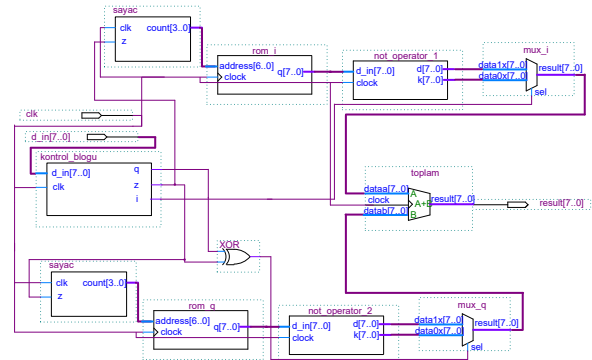 sayac
clk count[3..0]
z
rom_i
address[6..0] q[7..0]
clock
not_operator_1
d_in[7..0] d[7..0]
k[7..0]
clock
mux_i
data1x[7..0]
data0x[7..0]
result[7..0]
sel
clk
d_in[7..0]
kontrol_blogu
d_in[7..0] q
z
clk
i
toplam
dataa[7..0] A
clock A+B result[7..0]
datab[7..0] B
result[7..0]
XOR
sayac
clk count[3..0]
z
rom_q
address[6..0] q[7..0]
clock
not_operator_2
d_in[7..0] d[7..0]
k[7..0]
clock
mux_q
data1x[7..0]
data0x[7..0]
result[7..0]
sel